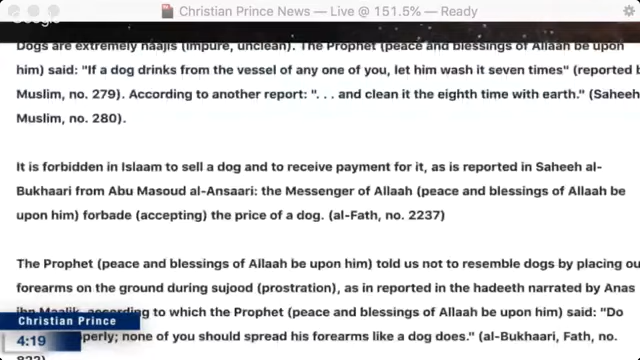 Christian Prince News — Live @ 151.5% — Ready
Google
Dogs are extremely naajis (impure, unclean). The Prophet (peace and blessings of Allaah be upon
him) said: "If a dog drinks from the vessel of any one of you, let him wash it seven times" (reported b
Muslim, no. 279). According to another report: ". . . and clean it the eighth time with earth." (Saheeh
Muslim, no. 280).
It is forbidden in Islaam to sell a dog and to receive payment for it, as is reported in Saheeh al-
Bukhaari from Abu Masoud al-Ansaari: the Messenger of Allaah (peace and blessings of Allaah be
upon him) forbade (accepting) the price of a dog. (al-Fath, no. 2237)
The Prophet (peace and blessings of Allaah be upon him) told us not to resemble dogs by placing ou
forearms on the ground during sujood (prostration), as in reported in the hadeeth narrated by Anas
ibn Maalik, according to which the Prophet (peace and blessings of Allaah be upon him) said: "Do
perly; none of you should spread his forearms like a dog does." (al-Bukhaari, Fath, no.
822)
Christian Prince
4:19